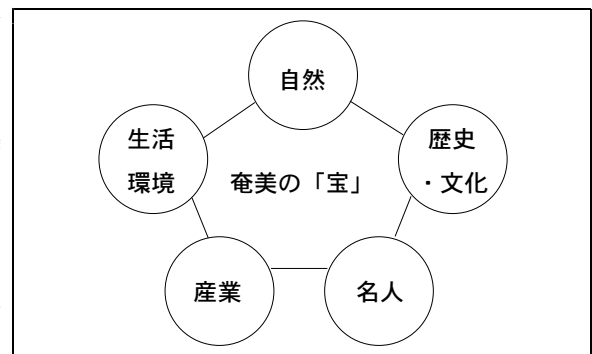 自然
生活
環境
歴史
・文化
奄美の「宝」
産業
名人